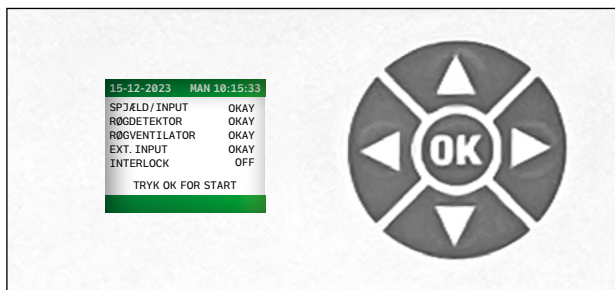 15-12-2023 MAN 10:15:33
SPJÆLD/INPUT OKAY
RØGDETEKTOR OKAY
RØGVENTILATOR OKAY
EXT. INPUT OKAY
INTERLOCK OFF
TRYK OK FOR START
OK